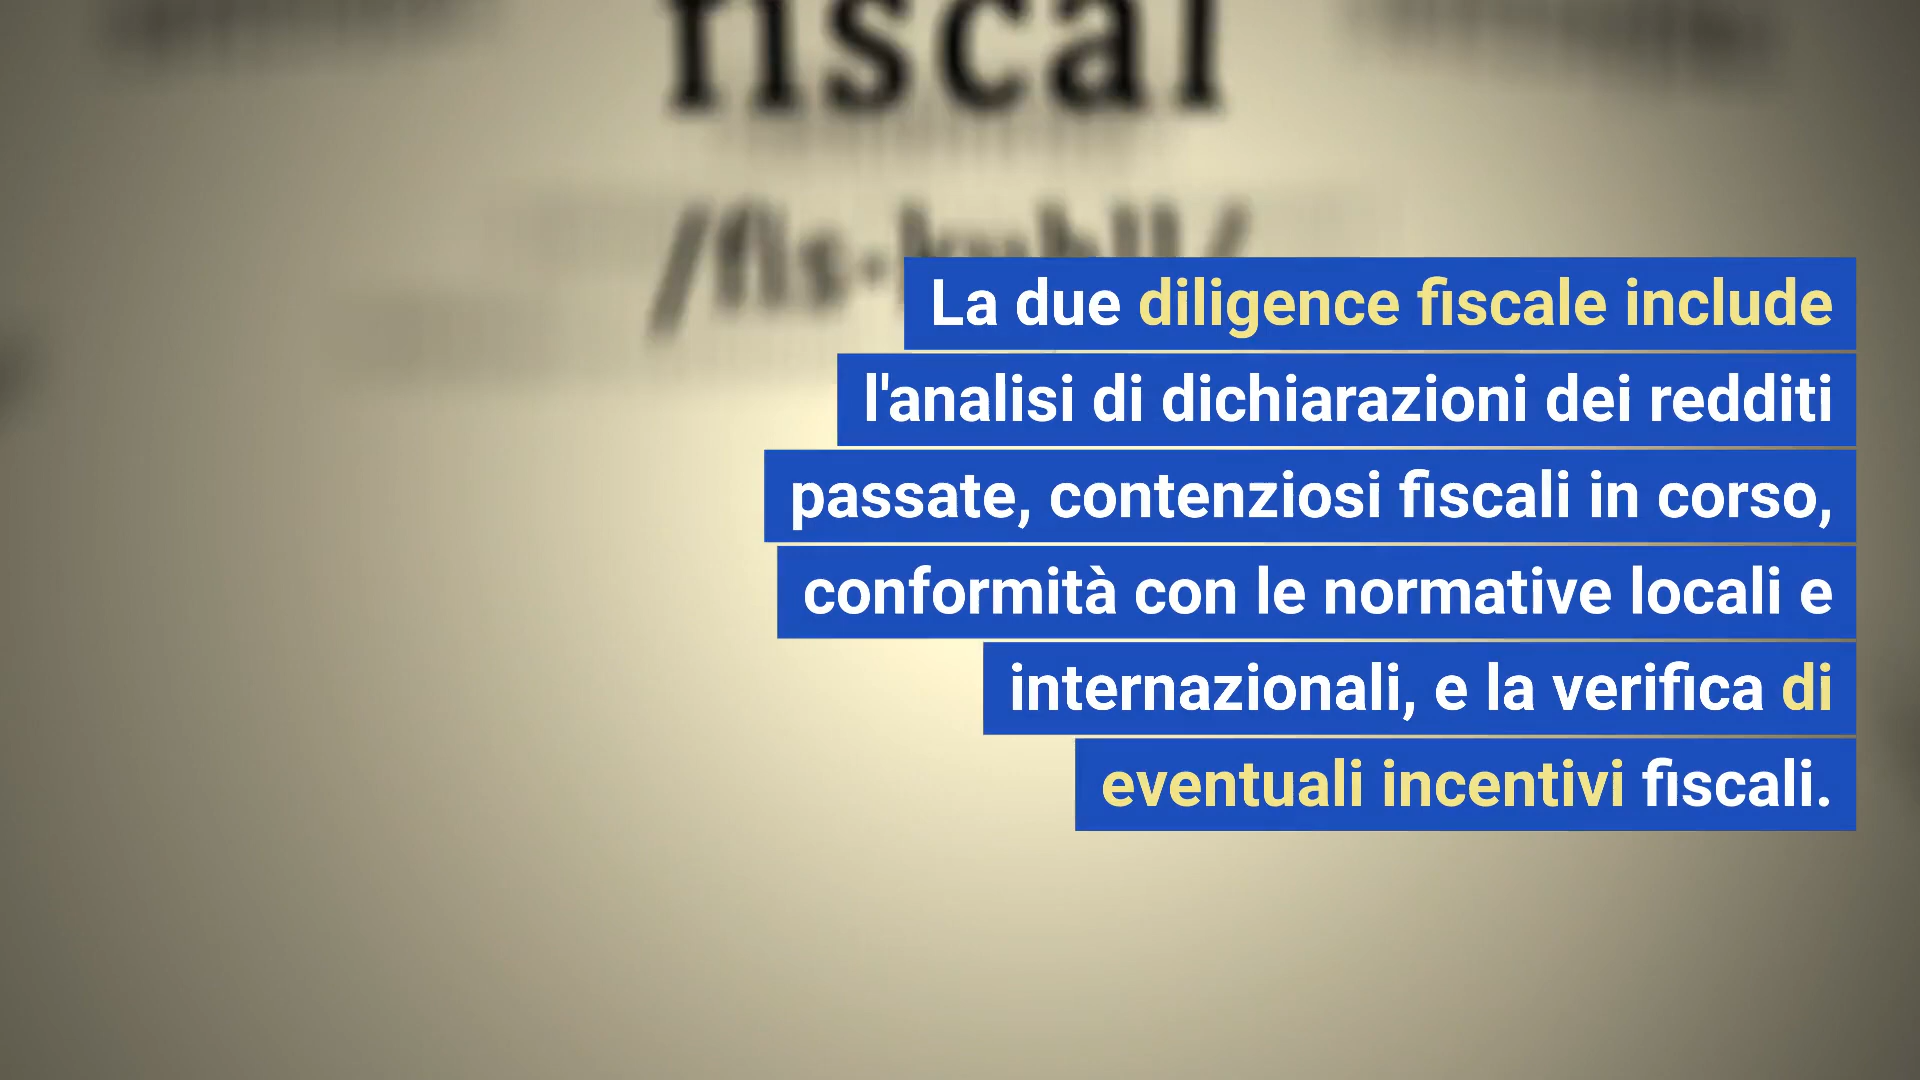 fiscal
La due diligence fiscale include
l'analisi di dichiarazioni dei redditi
passate, contenziosi fiscali in corso,
conformità con le normative locali e
internazionali, e la verifica di
eventuali incentivi fiscali.